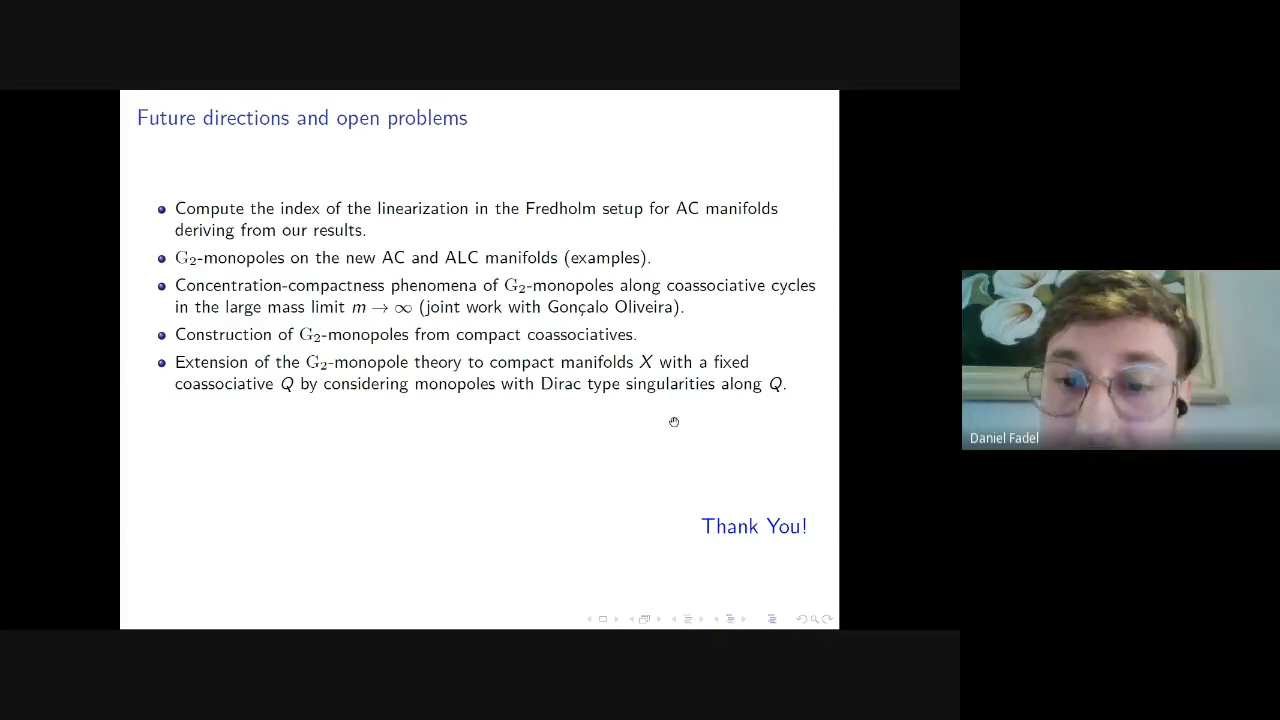 Future directions and open problems
Compute the index of the linearization in the Fredholm setup for AC manifolds
deriving from our results.
G₂-monopoles on the new AC and ALC manifolds (examples).
Concentration-compactness phenomena of G₂-monopoles along coassociative cycles
in the large mass limit m → ∞ (joint work with Gonçalo Oliveira).
Construction of G₂-monopoles from compact coassociatives.
Extension of the G₂-monopole theory to compact manifolds X with a fixed
coassociative Q by considering monopoles with Dirac type singularities along Q.
Thank You!
Daniel Fadel